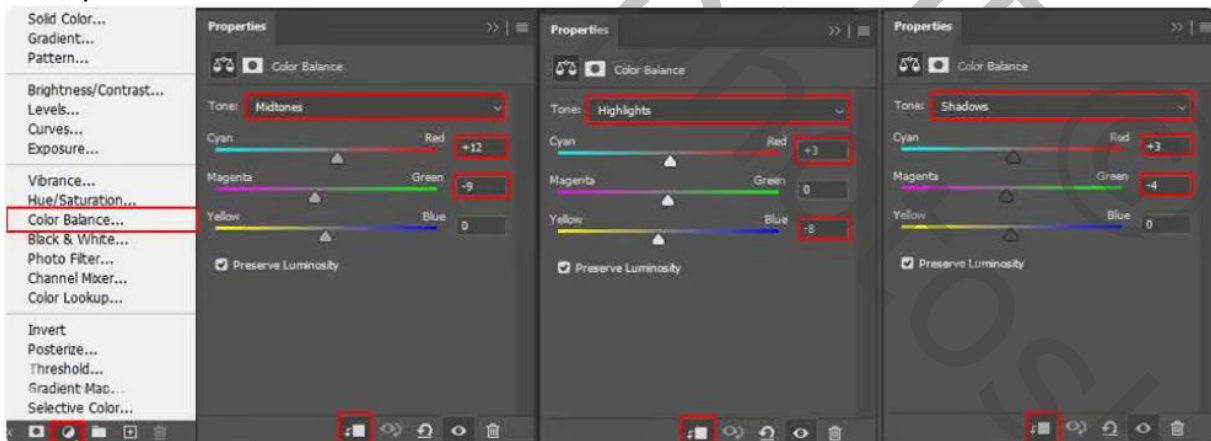 Solid Color...
Gradient...
Pattern...
Brightness/Contrast...
Levels...
Curves...
Exposure...
Vibrance...
Hue/Saturation...
Color Balance...
Black & White...
Photo Filter...
Channel Mixer...
Color Lookup...
Invert
Posterize...
Threshold...
Gradient Map...
Selective Color...
Properties
Color Balance
Tone: Midtones
Cyan Red +12
Magenta Green -9
Yellow Blue 0
Preserve Luminosity
Properties
Color Balance
Tone: Highlights
Cyan Red +3
Magenta Green 0
Yellow Blue -8
Preserve Luminosity
Properties
Color Balance
Tone: Shadows
Cyan Red +3
Magenta Green -4
Yellow Blue 0
Preserve Luminosity